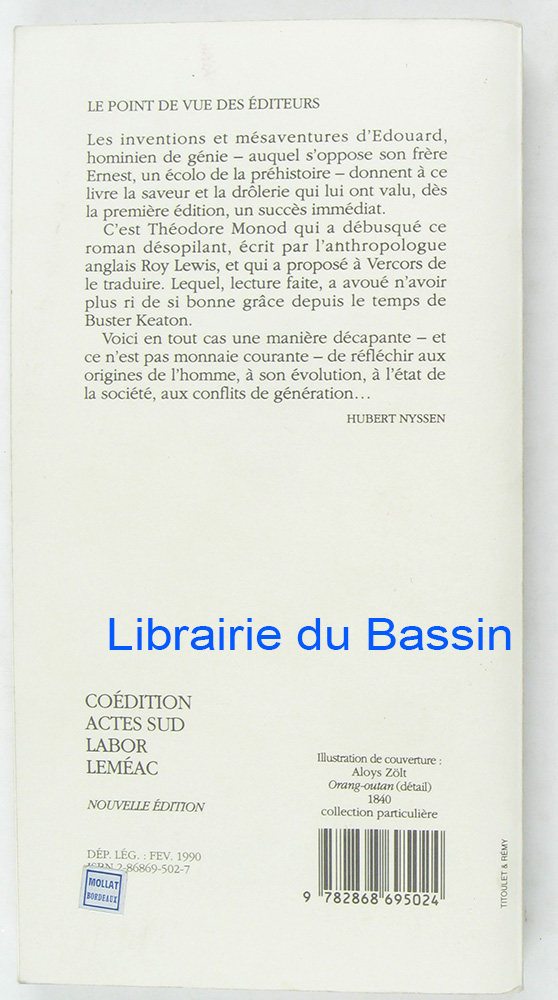 LE POINT DE VUE DES ÉDITEURS
Les inventions et mésaventures d'Edouard,
hominien de génie – auquel s'oppose son frère
Ernest, un écolo de la préhistoire – donnent à ce
livre la saveur et la drôlerie qui lui ont valu, dès
la première édition, un succès immédiat.
C'est Théodore Monod qui a débusqué ce
roman désopilant, écrit par l'anthropologue
anglais Roy Lewis, et qui a proposé à Vercors de
le traduire. Lequel, lecture faite, a avoué n'avoir
plus ri de si bonne grâce depuis le temps de
Buster Keaton.
Voici en tout cas une manière décapante – et
ce n'est pas monnaie courante – de réfléchir aux
origines de l'homme, à son évolution, à l'état de
la société, aux conflits de génération…
HUBERT NYSSEN
Librairie du Bassin
COÉDITION
ACTES SUD
LABOR
LEMÉAC
NOUVELLE ÉDITION
DÉP. LÉG. : FEV. 1990
ISBN 2-86869-502-7
MOLLAT
BORDEAUX
Illustration de couverture :
Aloys Zölt
Orang-outan (détail)
1840
collection particulière
9 782868 695024
TITOULET & RÉMY